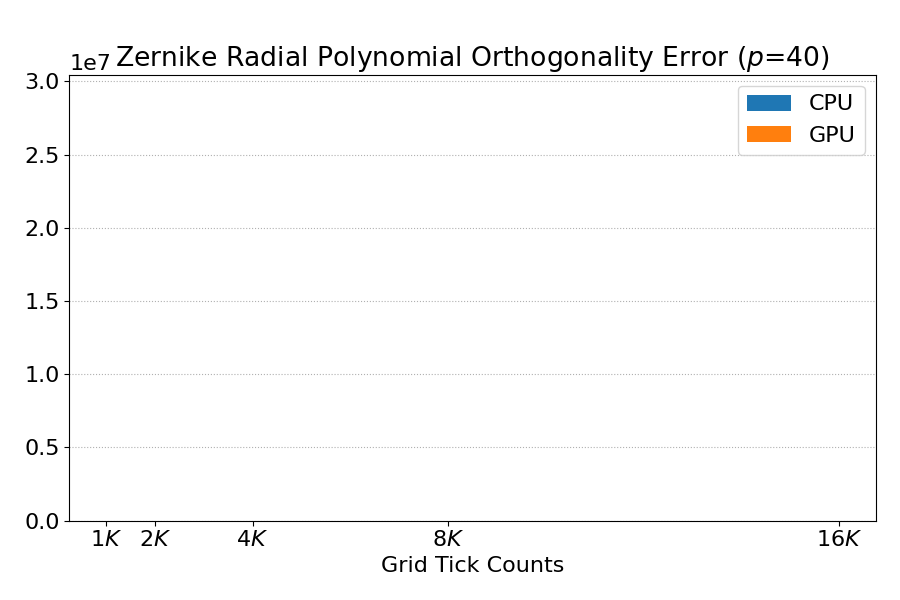 Zernike Radial Polynomial Orthogonality Error (p=40)
1e7
3.0
2.5
2.0
1.5
1.0
0.5
0.0
CPU
GPU
1K 2K 4K 8K 16K
Grid Tick Counts